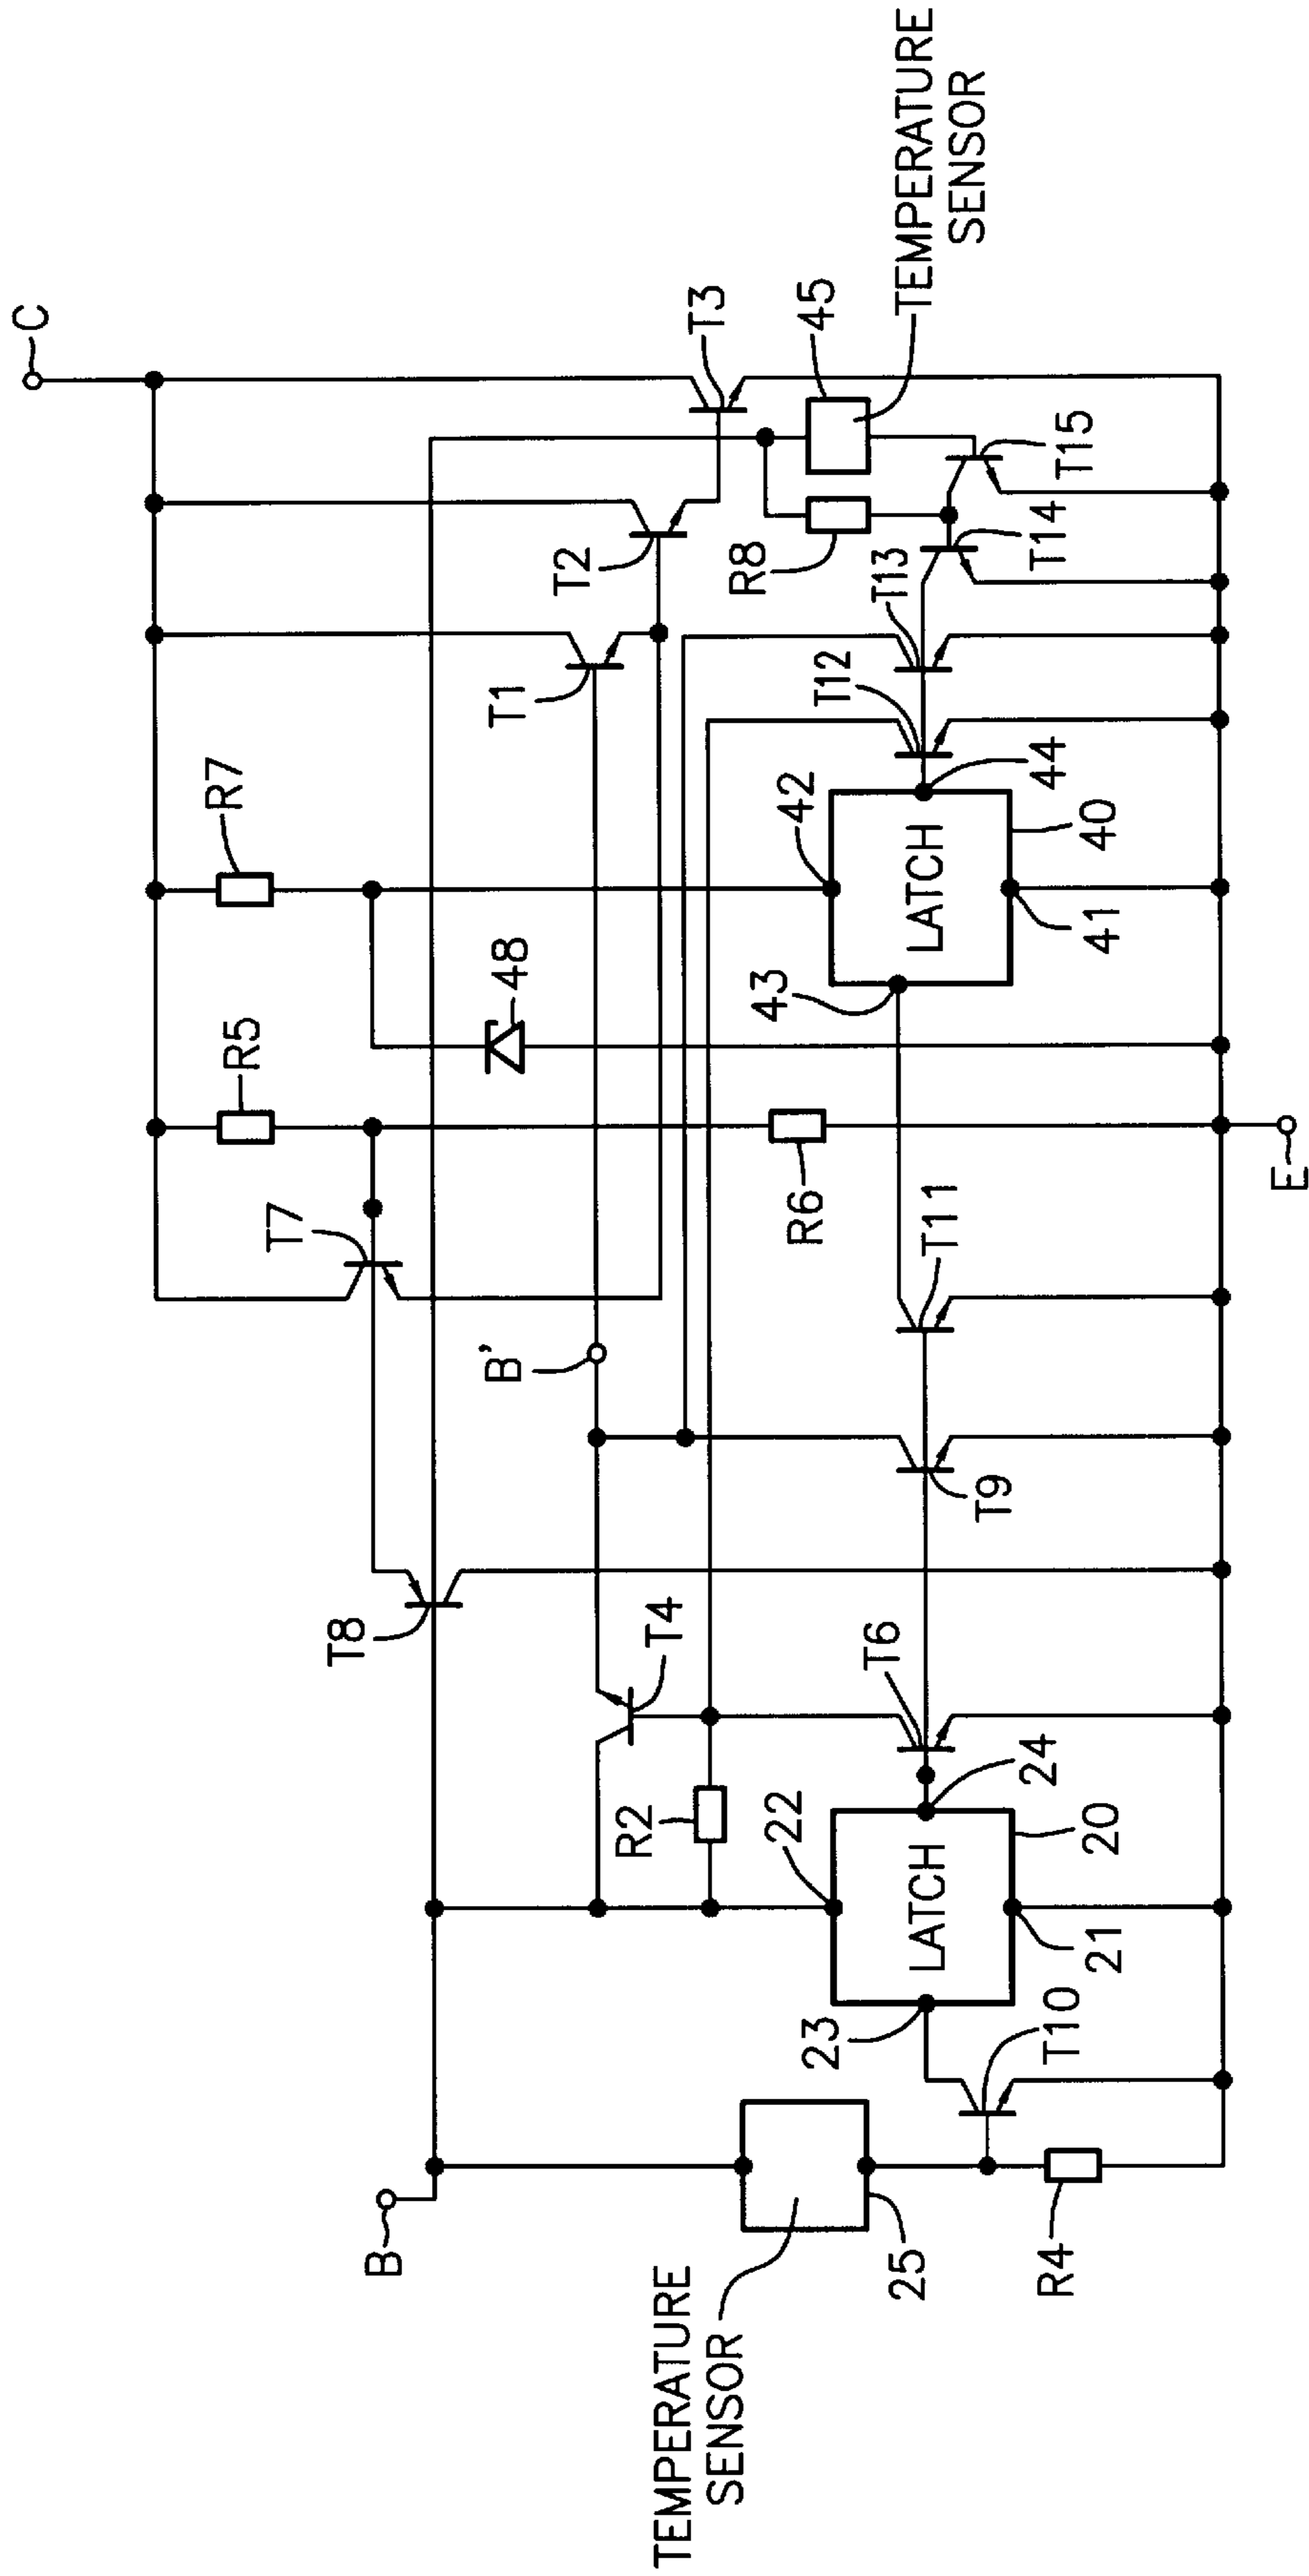 C
R7
R5
T7
T1
T2
T3
48
B'
T8
T4
B
TEMPERATURE
SENSOR
25
R4
23
T10
LATCH
22
R2
21
20
24
T6
T9
T11
R6
E
43
42
LATCH
41
40
44
T12
T13
R8
T14
T15
45
TEMPERATURE
SENSOR